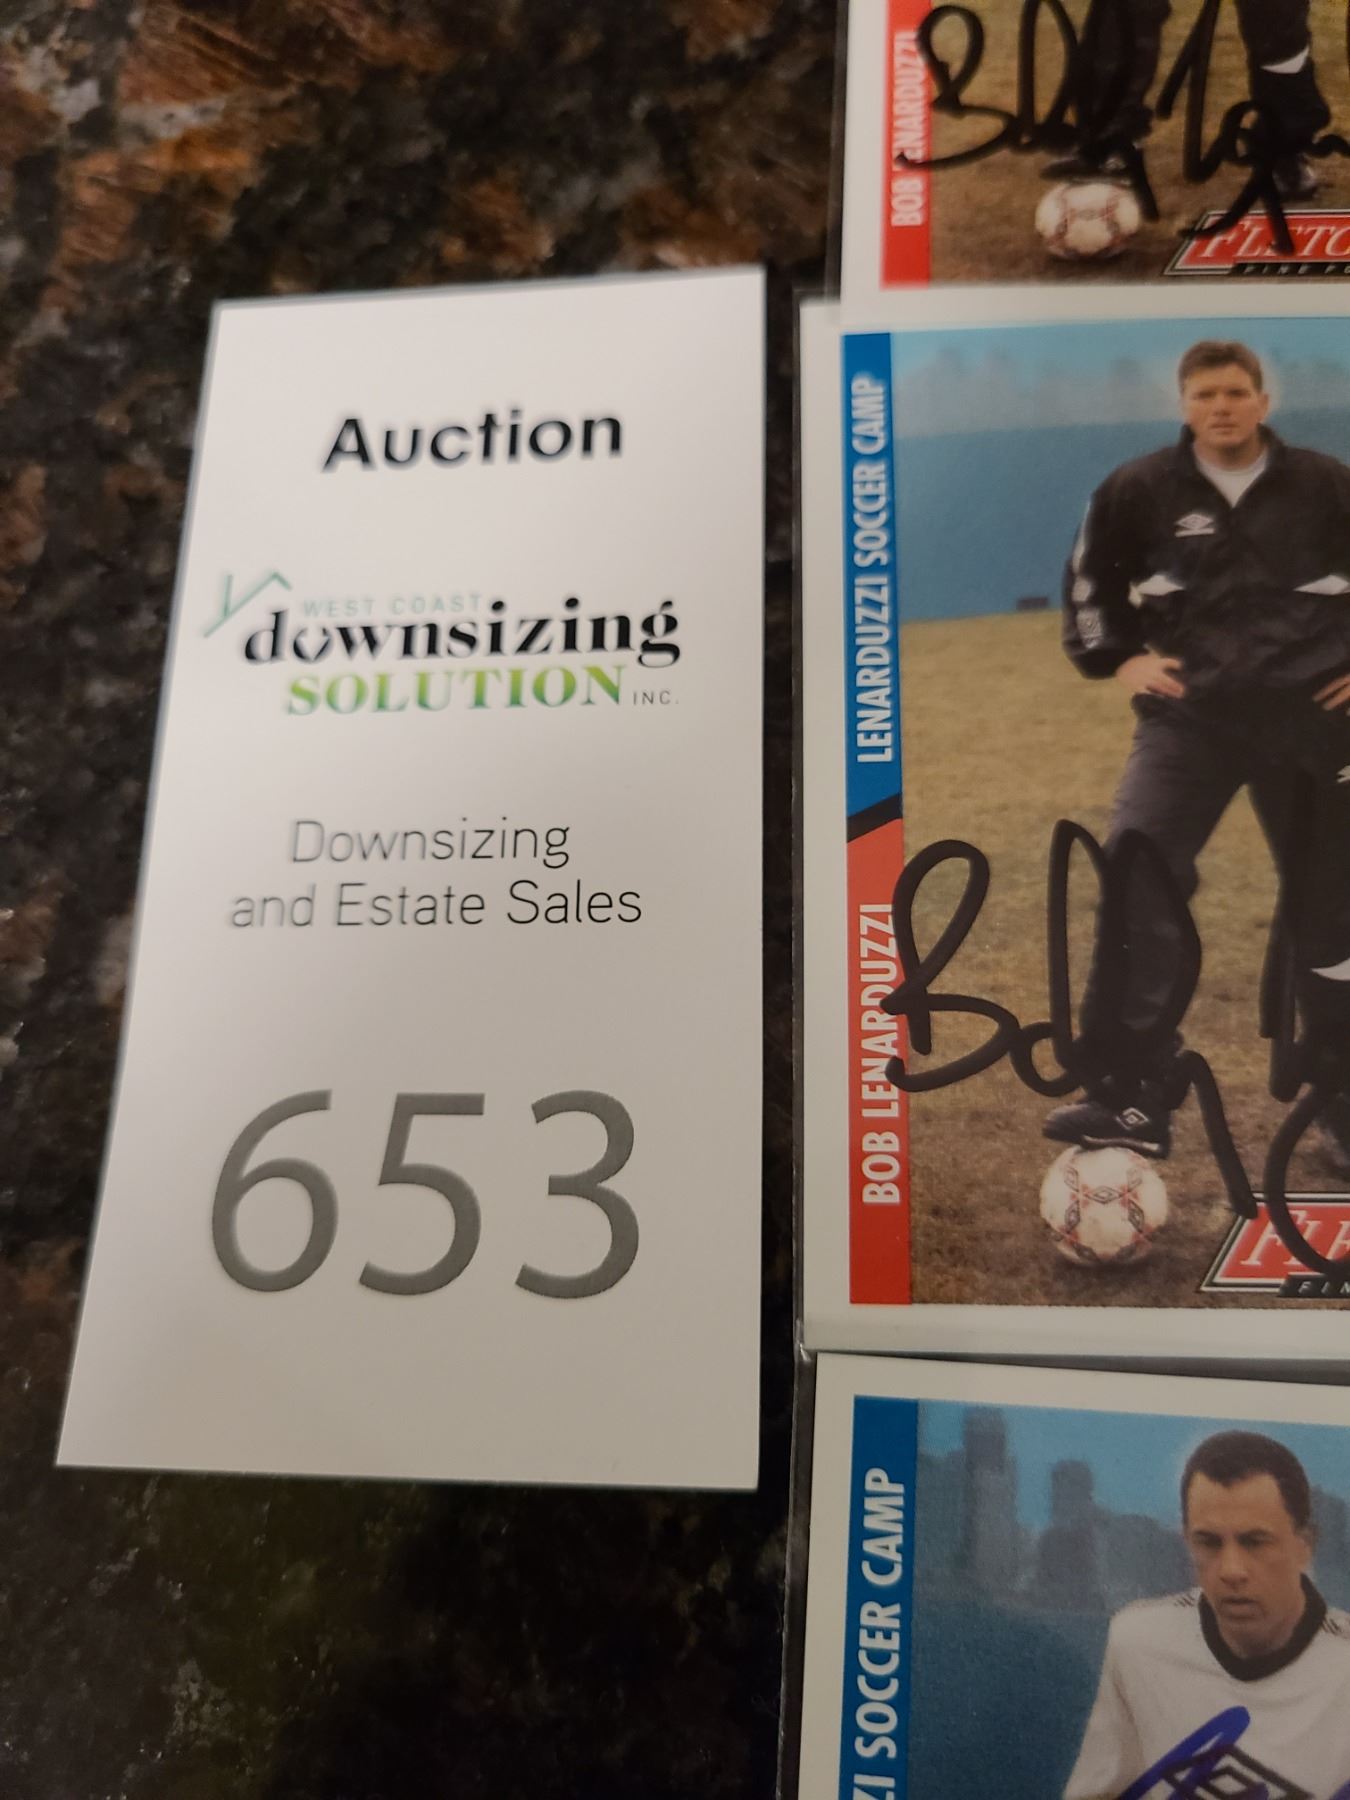 Auction
WEST COAST
downsizing
SOLUTION INC.
Downsizing
and Estate Sales
653
BOB LENARDUZZI
LENARDUZZI SOCCER CAMP
BOB LENARDUZZI
SOCCER CAMP